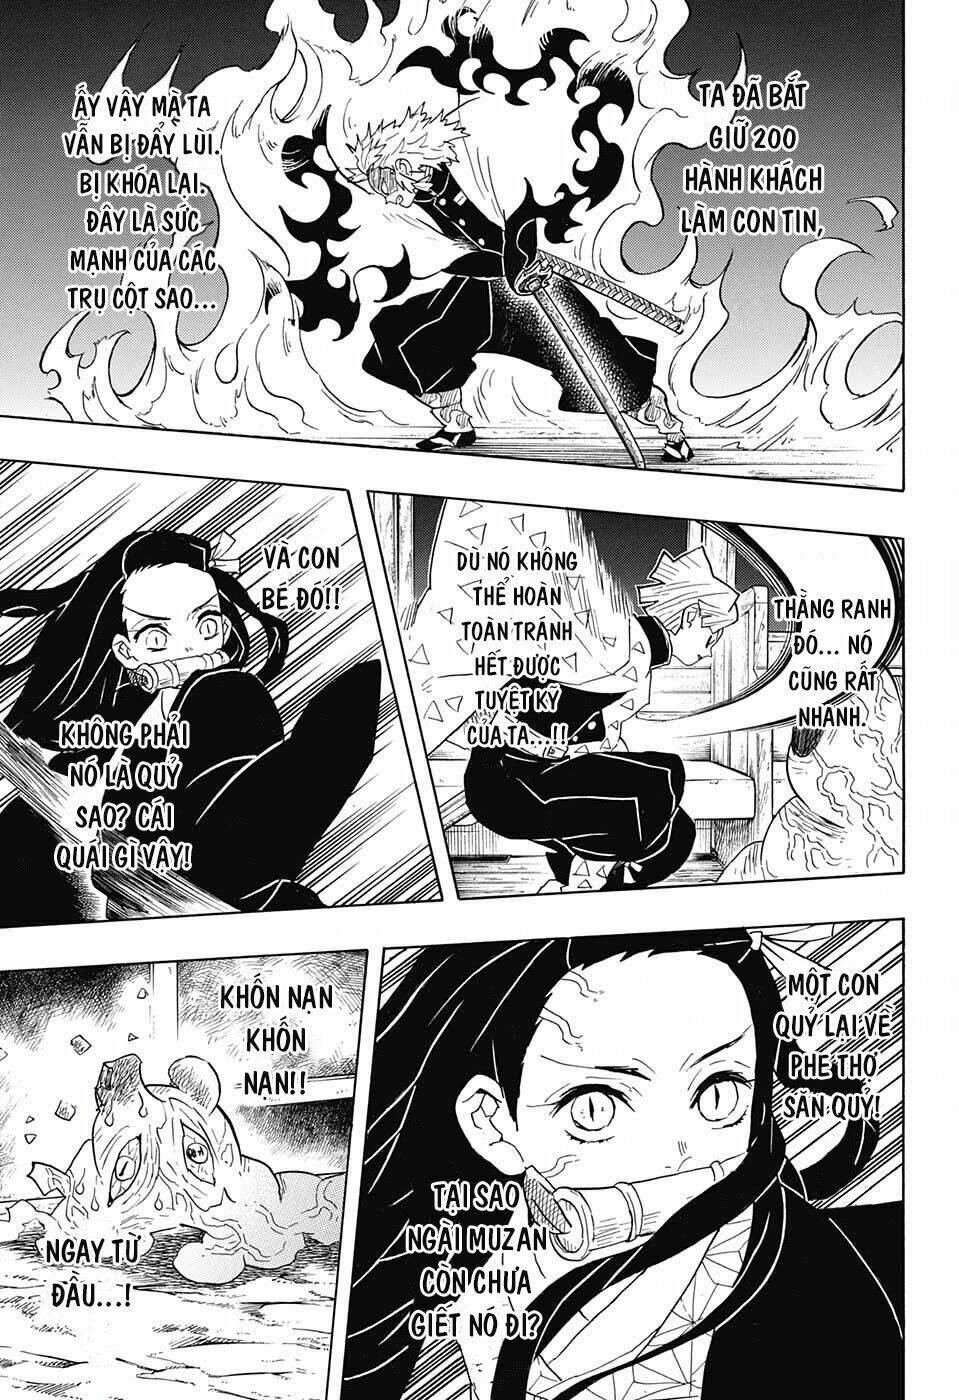 TA ĐÃ BẮT
GIỮ 200
HÀNH KHÁCH
LÀM CON TIN,
ẤY VẬY MÀ TA
VẪN BỊ ĐẨY LÙI.
BỊ KHÓA LẠI.
ĐÂY LÀ SỨC
MẠNH CỦA CÁC
TRỤ CỘT SAO...
THẰNG RANH
ĐÓ... NÓ
CŨNG RẤT
NHANH.
DÙ NÓ KHÔNG
THỂ HOÀN
TOÀN TRÁNH
HẾT ĐƯỢC
TUYỆT KỸ
CỦA TA...!!
VÀ CON
BÉ ĐÓ!!
KHÔNG PHẢI
NÓ LÀ QUỶ
SAO? CÁI
QUÁI GÌ VẬY!
MỘT CON
QUỶ LẠI VỀ
PHE THỢ
SĂN QUỶ!
TẠI SAO
NGÀI MUZAN
CÒN CHƯA
GIẾT NÓ ĐI?
KHỐN NẠN
KHỐN
NẠN!!
NGAY TỪ
ĐẦU...!